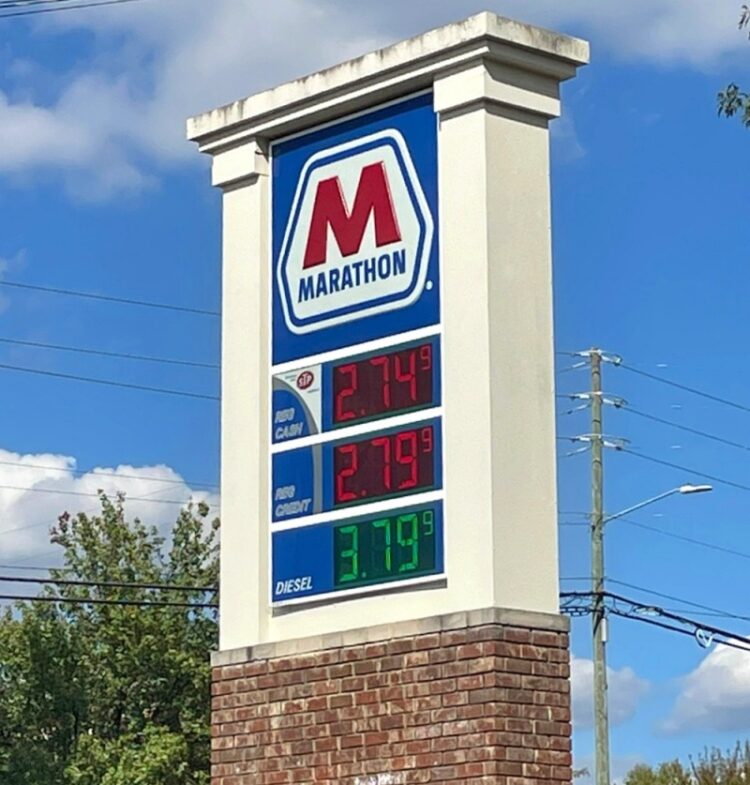 M
MARATHON
STP
REG
CASH
2.74 9
REG
CREDIT
2.79 9
DIESEL
3.79 9